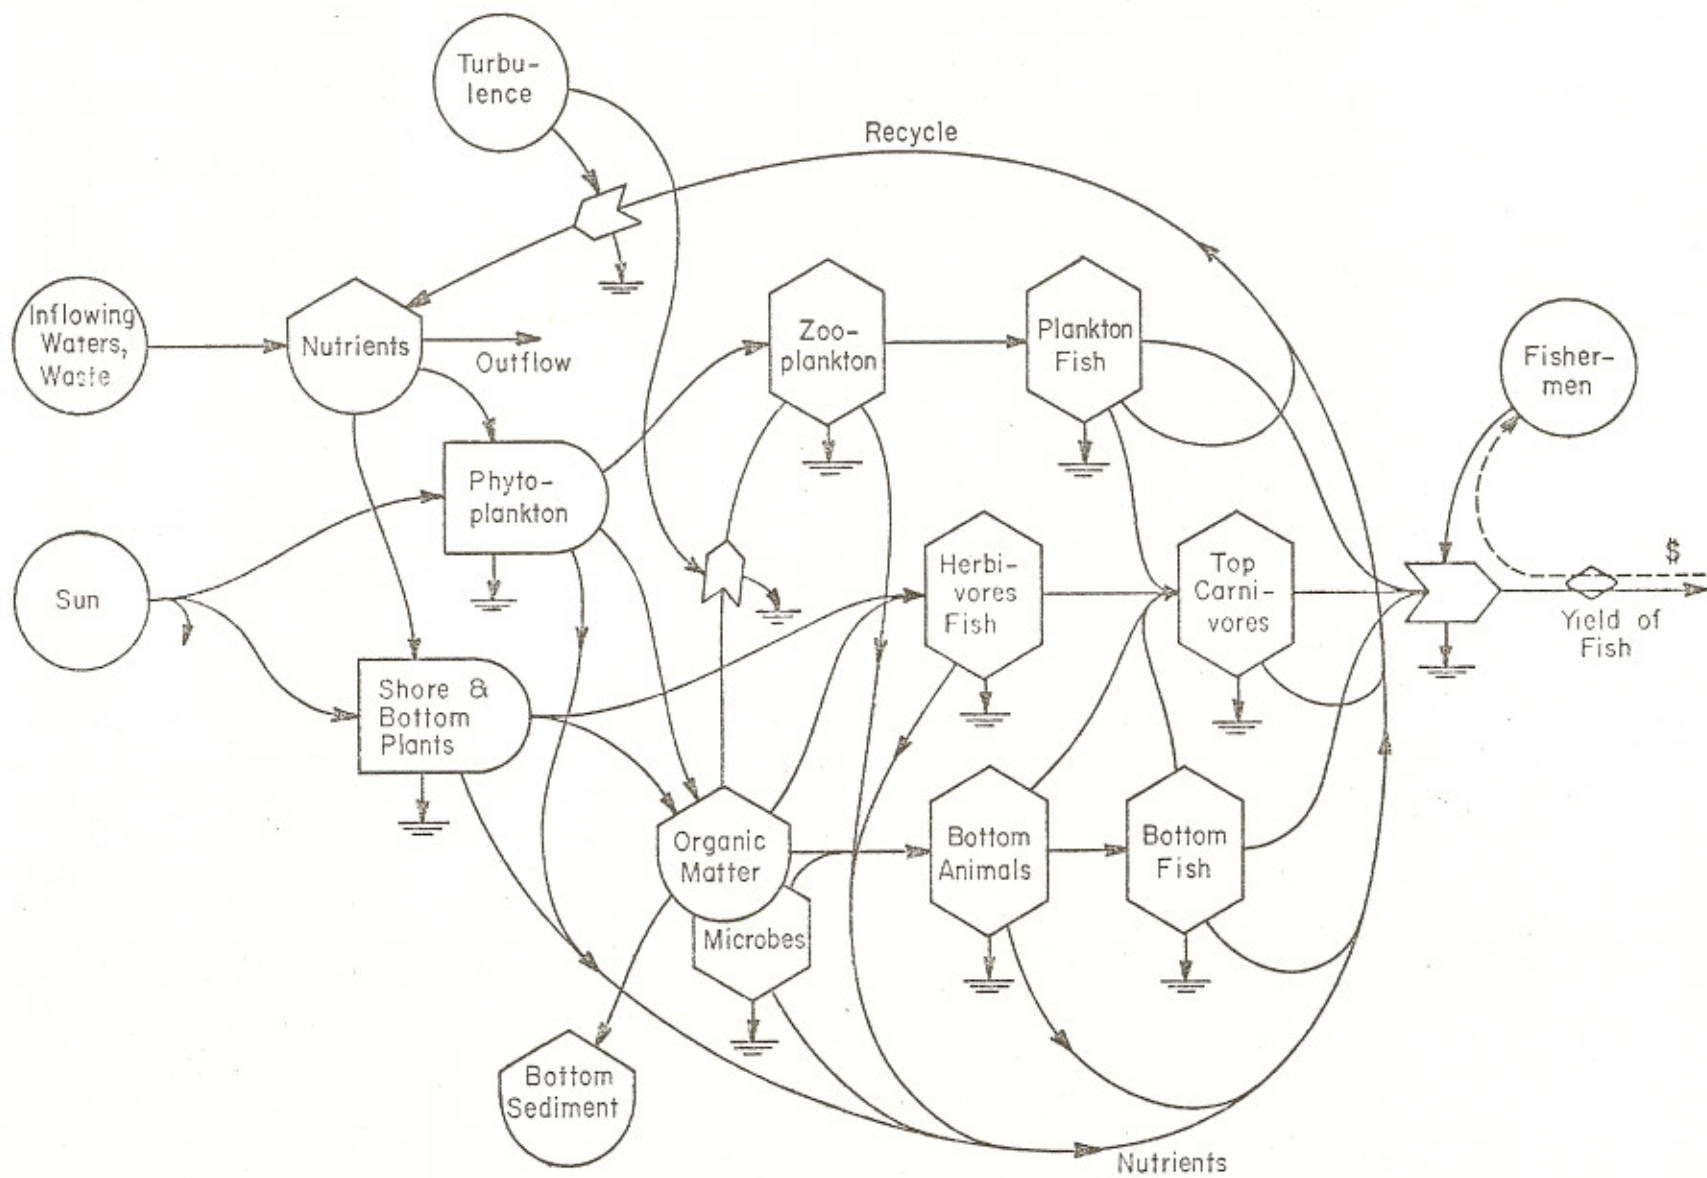 Turbu-
lence
Recycle
Inflowing
Waters,
Waste
Nutrients
Outflow
Zoo-
plankton
Plankton
Fish
Fisher-
men
Phyto-
plankton
Sun
Herbi-
vores
Fish
Top
Carni-
vores
$
Yield of
Fish
Shore &
Bottom
Plants
Organic
Matter
Microbes
Bottom
Animals
Bottom
Fish
Bottom
Sediment
Nutrients